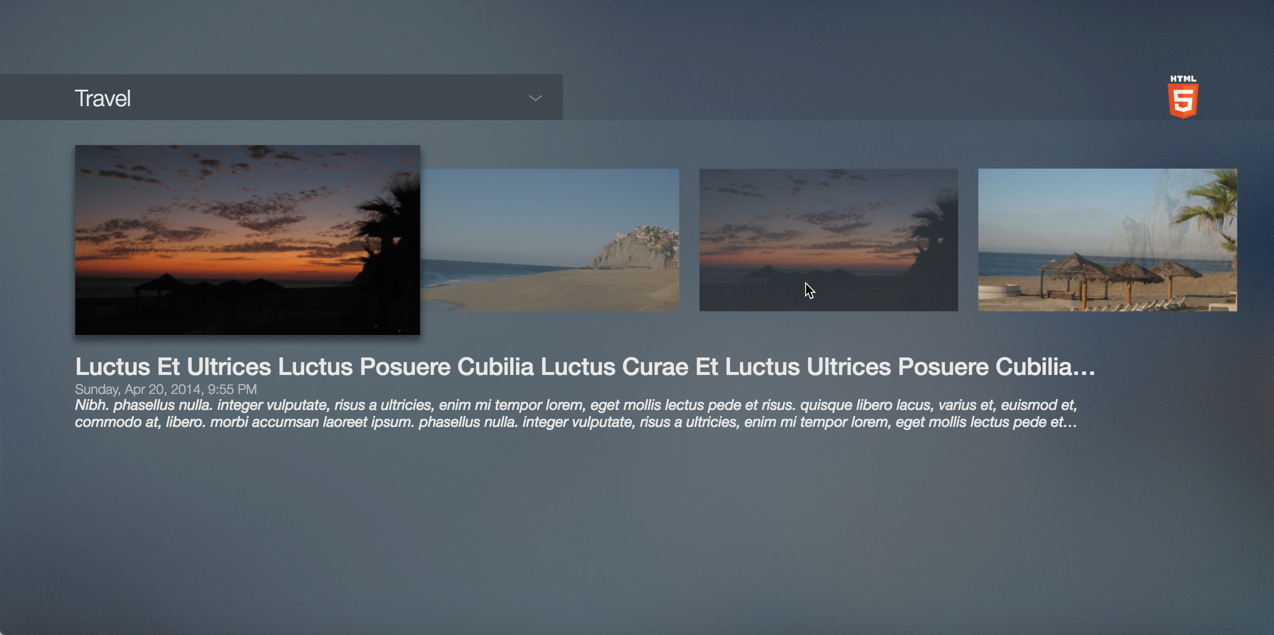 Travel
HTML
5
Luctus Et Ultrices Luctus Posuere Cubilia Luctus Curae Et Luctus Ultrices Posuere Cubilia…
Sunday, Apr 20, 2014, 9:55 PM
Nibh. phasellus nulla. integer vulputate, risus a ultricies, enim mi tempor lorem, eget mollis lectus pede et risus. quisque libero lacus, varius et, euismod et,
commodo at, libero. morbi accumsan laoreet ipsum. phasellus nulla. integer vulputate, risus a ultricies, enim mi tempor lorem, eget mollis lectus pede et…